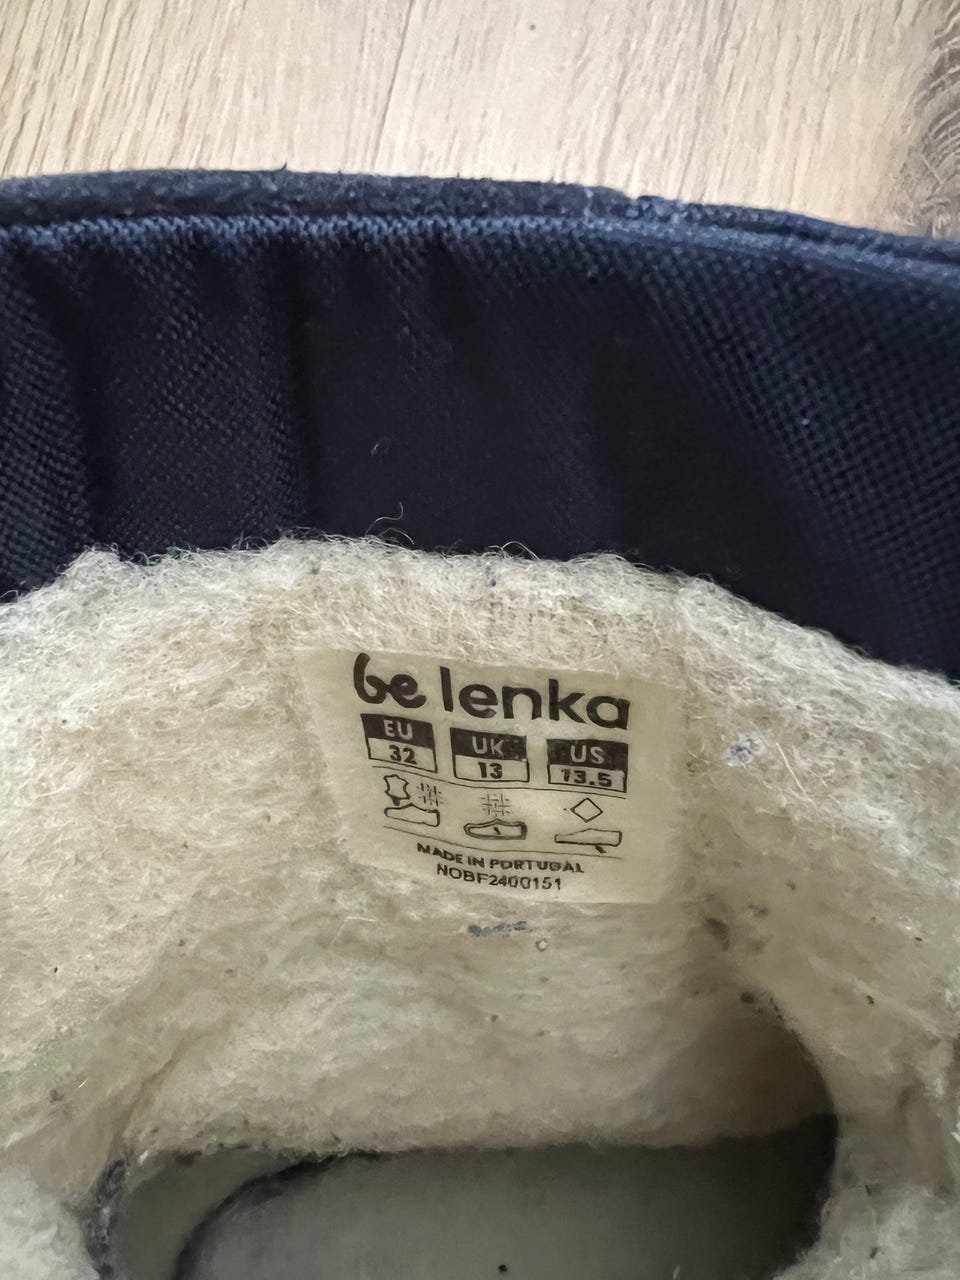 be lenka
EU UK US
32 13 13.5
MADE IN PORTUGAL
NOBF2400151